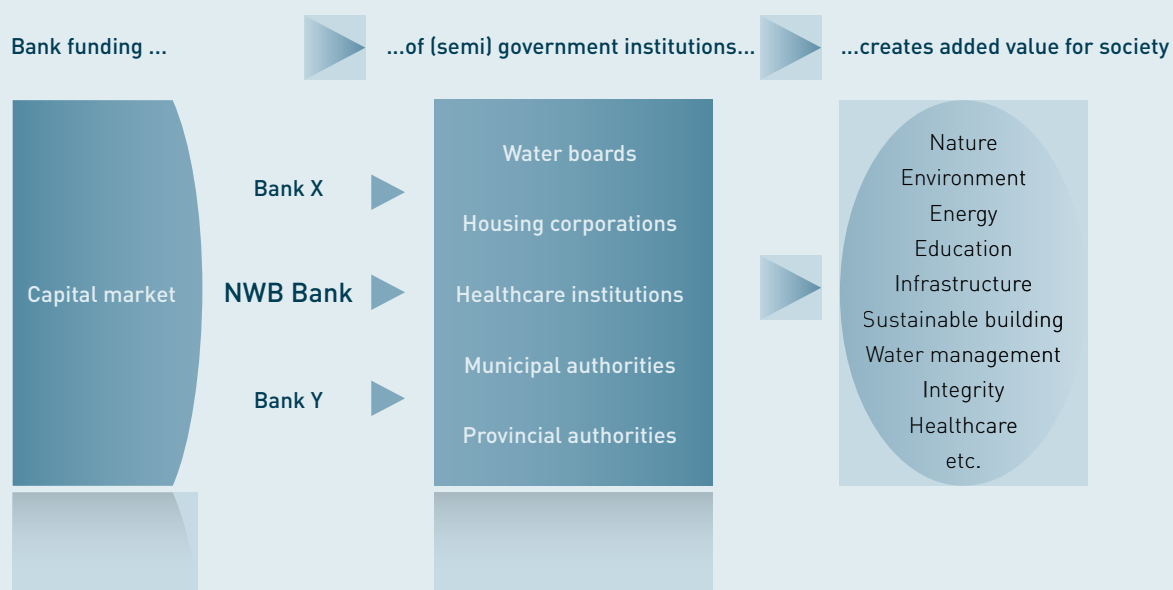 Bank funding ...
...of (semi) government institutions...
...creates added value for society
Capital market
Bank X
NWB Bank
Bank Y
Water boards
Housing corporations
Healthcare institutions
Municipal authorities
Provincial authorities
Nature
Environment
Energy
Education
Infrastructure
Sustainable building
Water management
Integrity
Healthcare
etc.